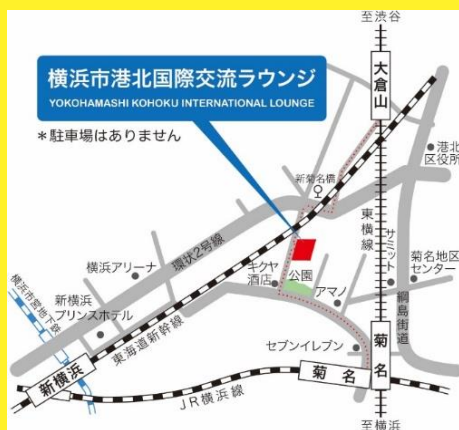 至渋谷
横浜市港北国際交流ラウンジ
YOKOHAMASHI KOHOKU INTERNATIONAL LOUNGE
＊駐車場はありません
大倉山
港北
区役所
新菊名橋
東横線
環状2号線
横浜アリーナ
サミット
菊名地区
センター
綱島街道
キクヤ
酒店
公園
アマノ
新横浜
プリンスホテル
横浜市営地下鉄
東海道新幹線
セブンイレブン
菊名
菊名
新横浜
JR横浜線
至横浜